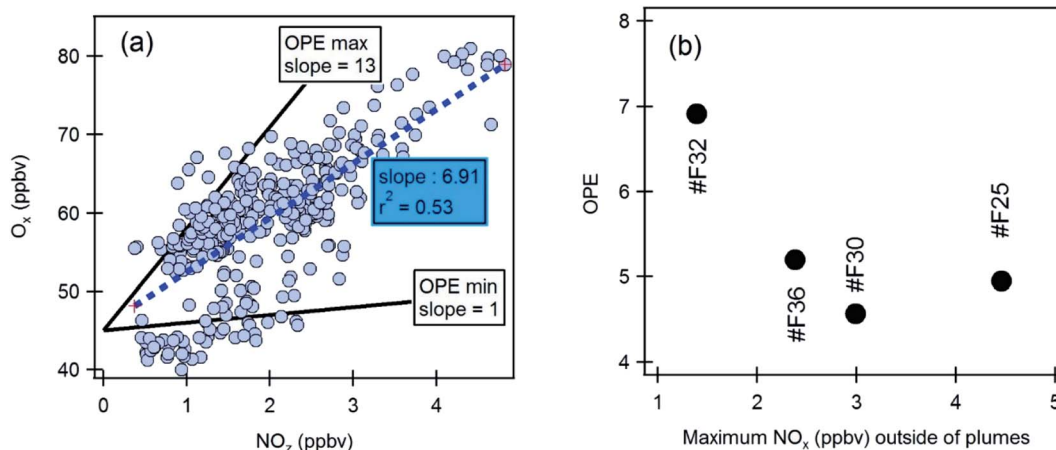 (a)
OPE max
slope = 13
80
70
60
50
40
Oₓ (ppbv)
slope : 6.91
r² = 0.53
OPE min
slope = 1
0
1
2
3
4
NO_z (ppbv)
(b)
8
7
6
5
4
OPE
#F32
#F36
#F30
#F25
1
2
3
4
5
Maximum NOₓ (ppbv) outside of plumes